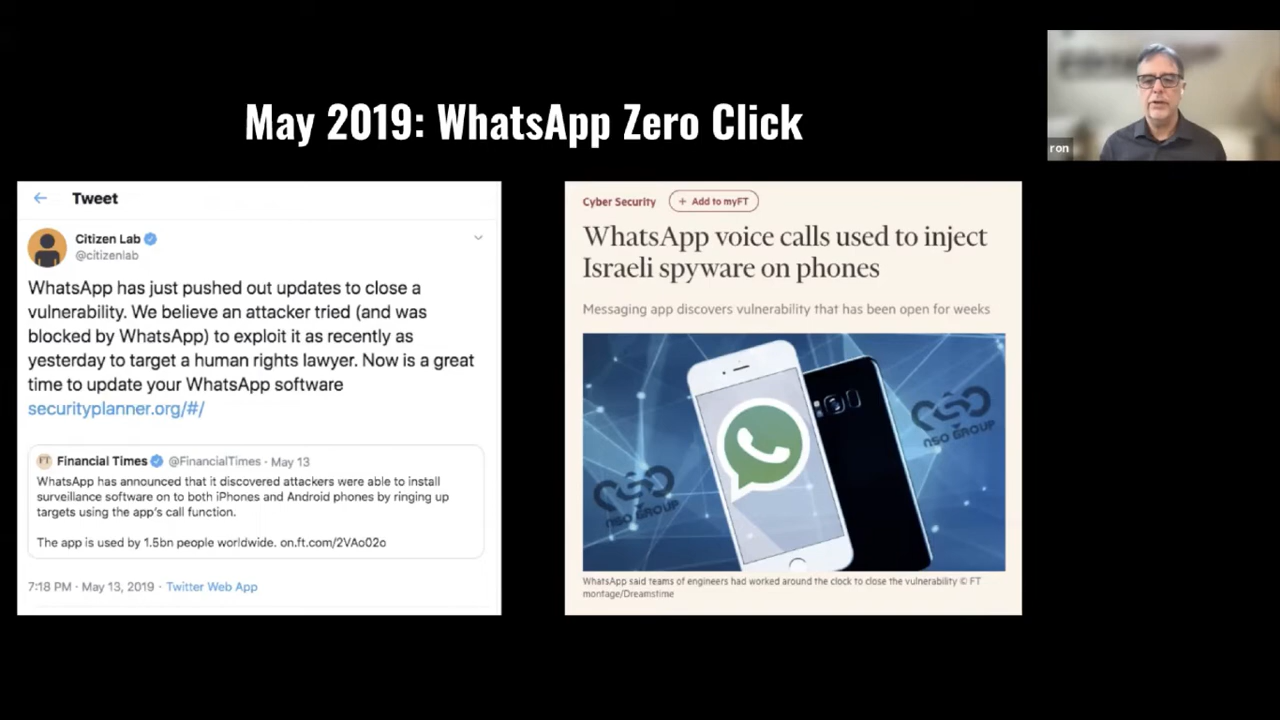 May 2019: WhatsApp Zero Click
ron
← Tweet
Citizen Lab
@citizenlab
WhatsApp has just pushed out updates to close a
vulnerability. We believe an attacker tried (and was
blocked by WhatsApp) to exploit it as recently as
yesterday to target a human rights lawyer. Now is a great
time to update your WhatsApp software
securityplanner.org/#/
FT Financial Times @FinancialTimes · May 13
WhatsApp has announced that it discovered attackers were able to install
surveillance software on to both iPhones and Android phones by ringing up
targets using the app's call function.
The app is used by 1.5bn people worldwide. on.ft.com/2VAo02o
7:18 PM · May 13, 2019 · Twitter Web App
Cyber Security + Add to myFT
WhatsApp voice calls used to inject
Israeli spyware on phones
Messaging app discovers vulnerability that has been open for weeks
NSO GROUP
NSO GROUP
WhatsApp said teams of engineers had worked around the clock to close the vulnerability © FT
montage/Dreamstime